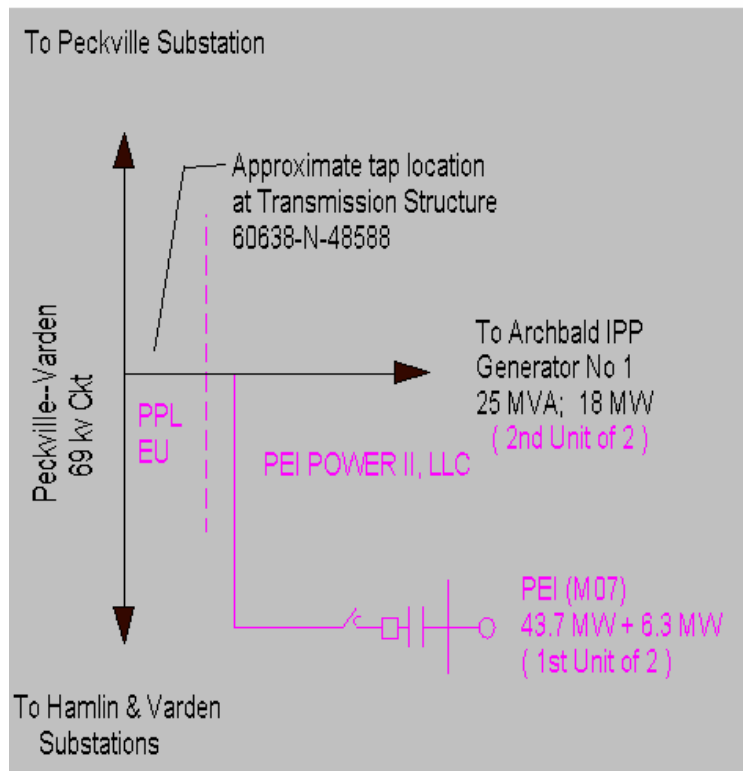 To Peckville Substation
Approximate tap location
at Transmission Structure
60638-N-48588
Peckville--Varden
69 kv Ckt
To Archbald IPP
Generator No 1
25 MVA; 18 MW
( 2nd Unit of 2 )
PPL
EU
PEI POWER II, LLC
PEI (M07)
43.7 MW + 6.3 MW
( 1st Unit of 2 )
To Hamlin & Varden
Substations